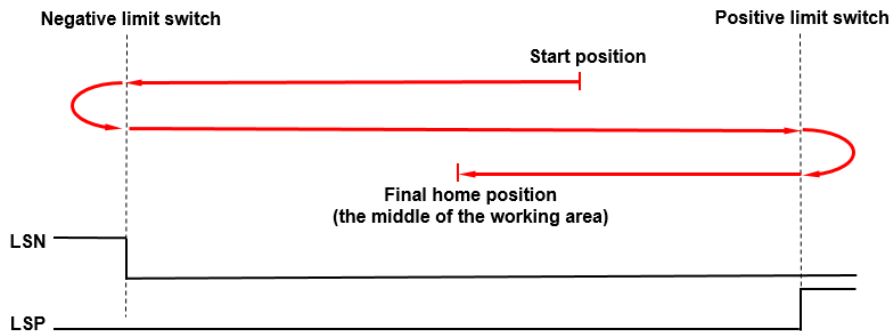 Negative limit switch
Positive limit switch
Start position
Final home position
(the middle of the working area)
LSN
LSP